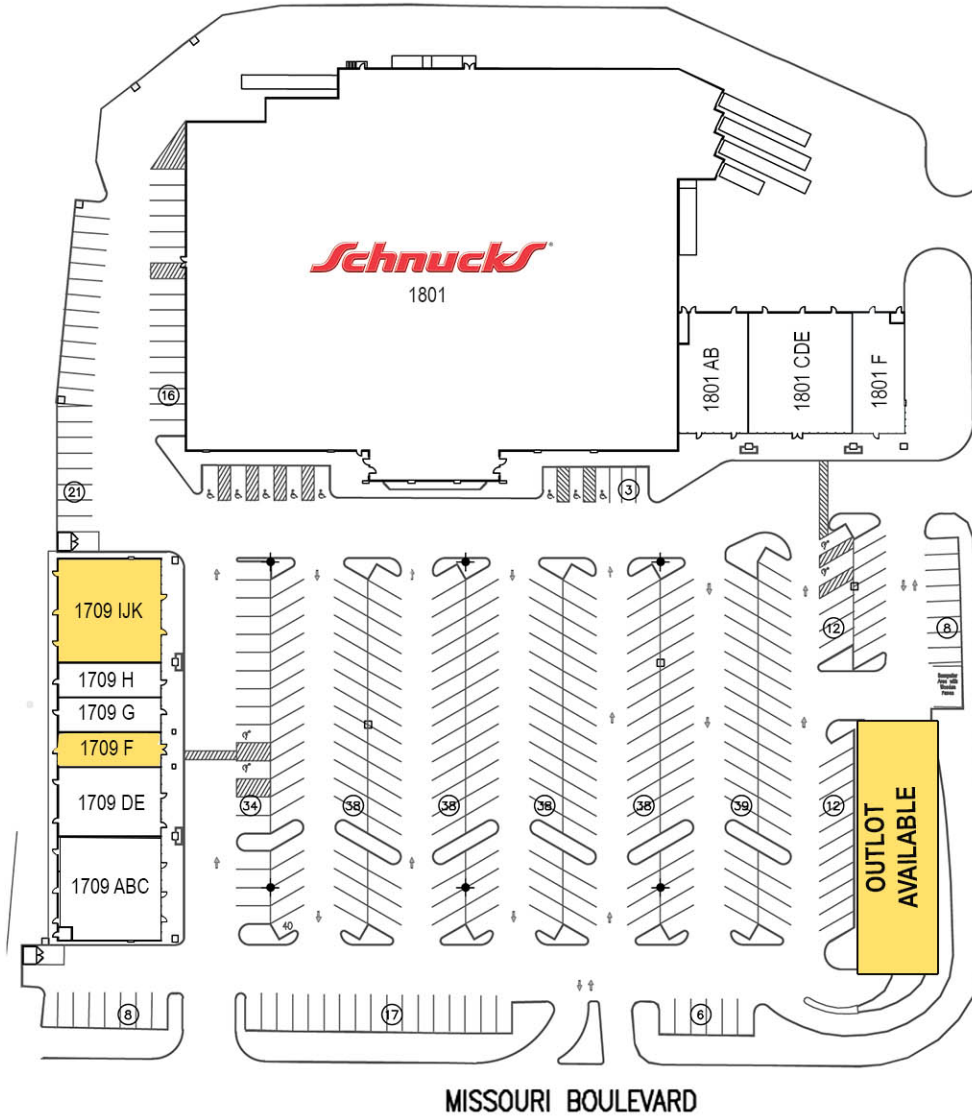 Schnucks
1801
1801 AB
1801 CDE
1801 F
16
21
3
1709 IJK
1709 H
1709 G
1709 F
1709 DE
1709 ABC
12
8
34
38
38
38
38
39
12
OUTLOT
AVAILABLE
40
8
17
6
MISSOURI BOULEVARD